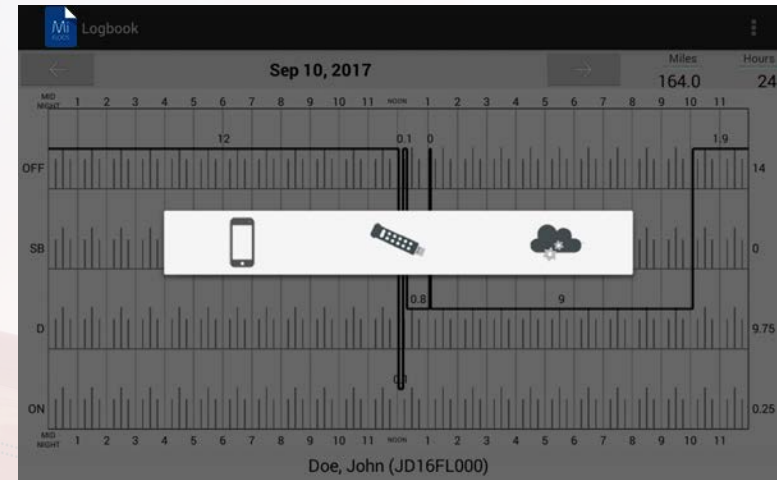 Mi
Logbook
Sep 10, 2017
Miles
Hours
164.0
24
MID NIGHT 1 2 3 4 5 6 7 8 9 10 11 NOON 1 2 3 4 5 6 7 8 9 10 11
12 0.1 0 1.9
OFF 14
SB 0
0.8 9
D 9.75
ON 0.25
MID NIGHT 1 2 3 4 5 6 7 8 9 10 11 NOON 1 2 3 4 5 6 7 8 9 10 11
Doe, John (JD16FL000)